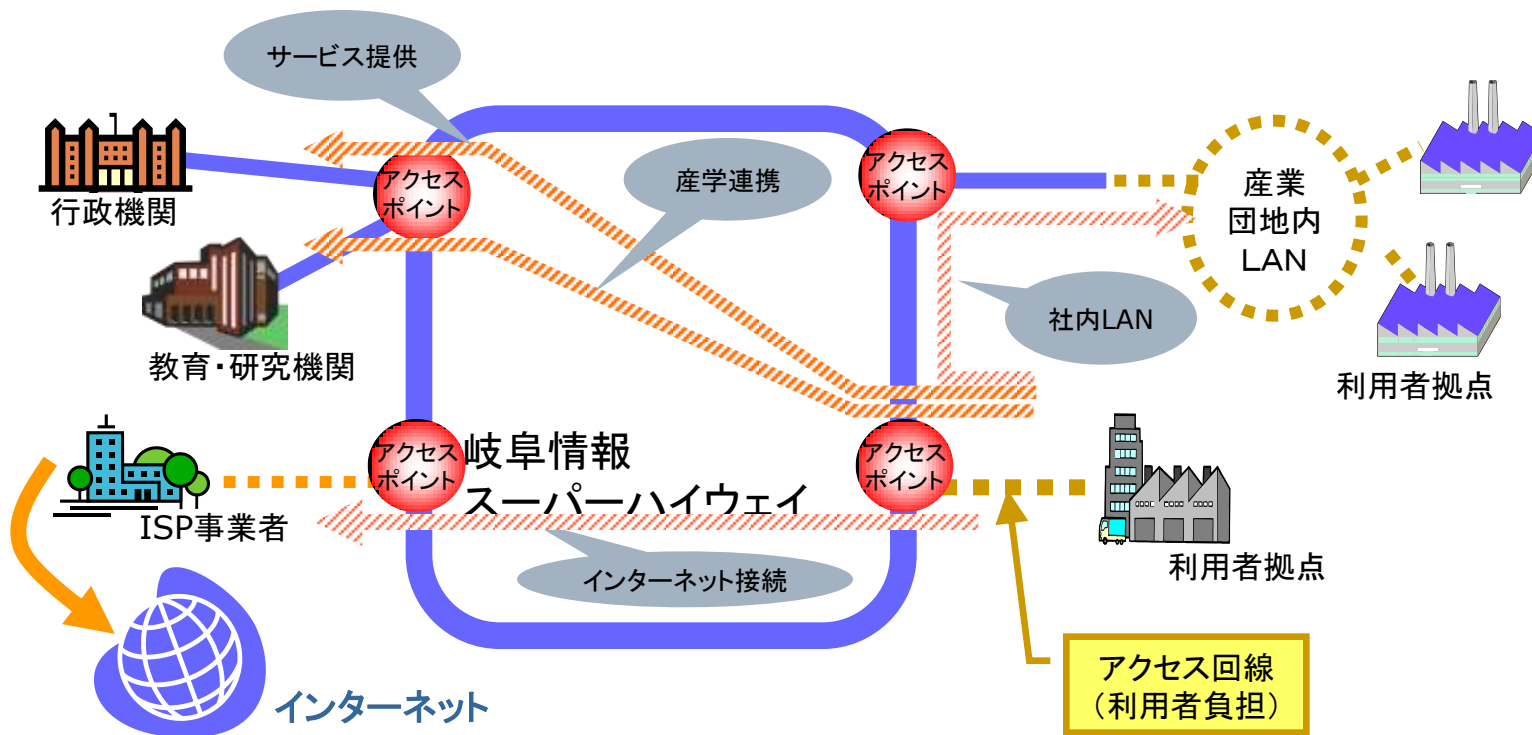 サービス提供
アクセス
ポイント
アクセス
ポイント
産学連携
産業
団地内
LAN
行政機関
社内LAN
教育・研究機関
利用者拠点
アクセス
ポイント
岐阜情報
スーパーハイウェイ
アクセス
ポイント
ISP事業者
インターネット接続
利用者拠点
アクセス回線
（利用者負担）
インターネット